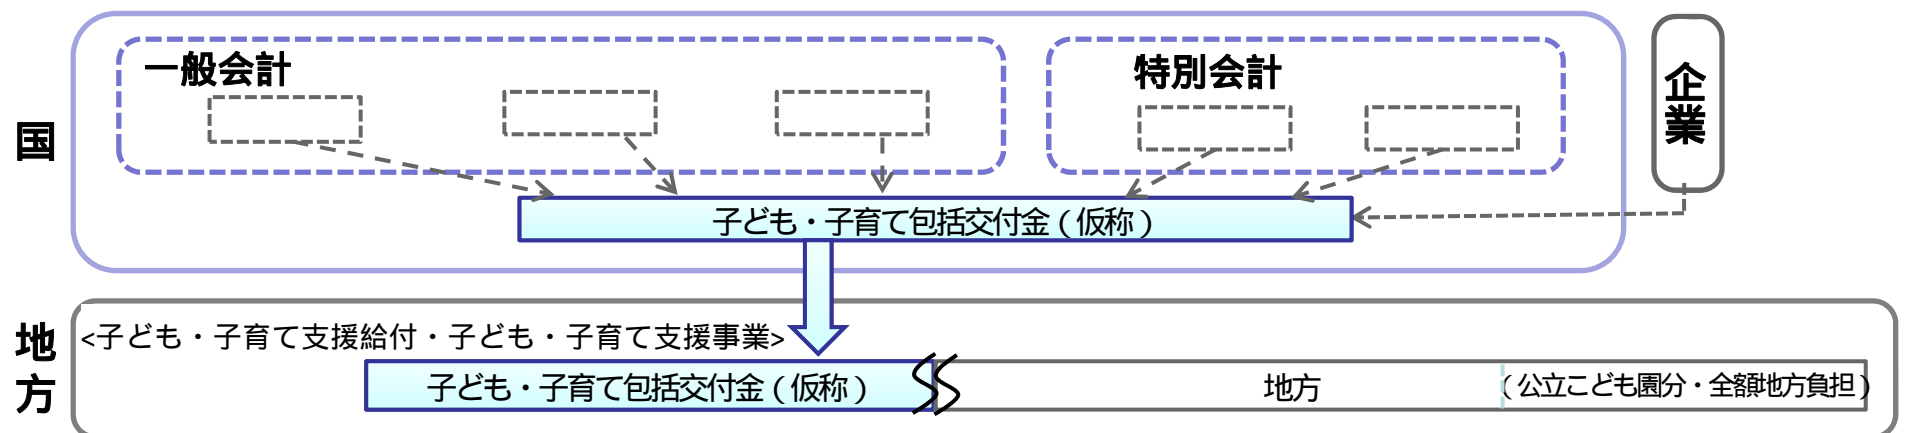 国
一般会計
特別会計
企業
子ども・子育て包括交付金（仮称）
地方
<子ども・子育て支援給付・子ども・子育て支援事業>
子ども・子育て包括交付金（仮称）
地方
（公立こども園分・全額地方負担）